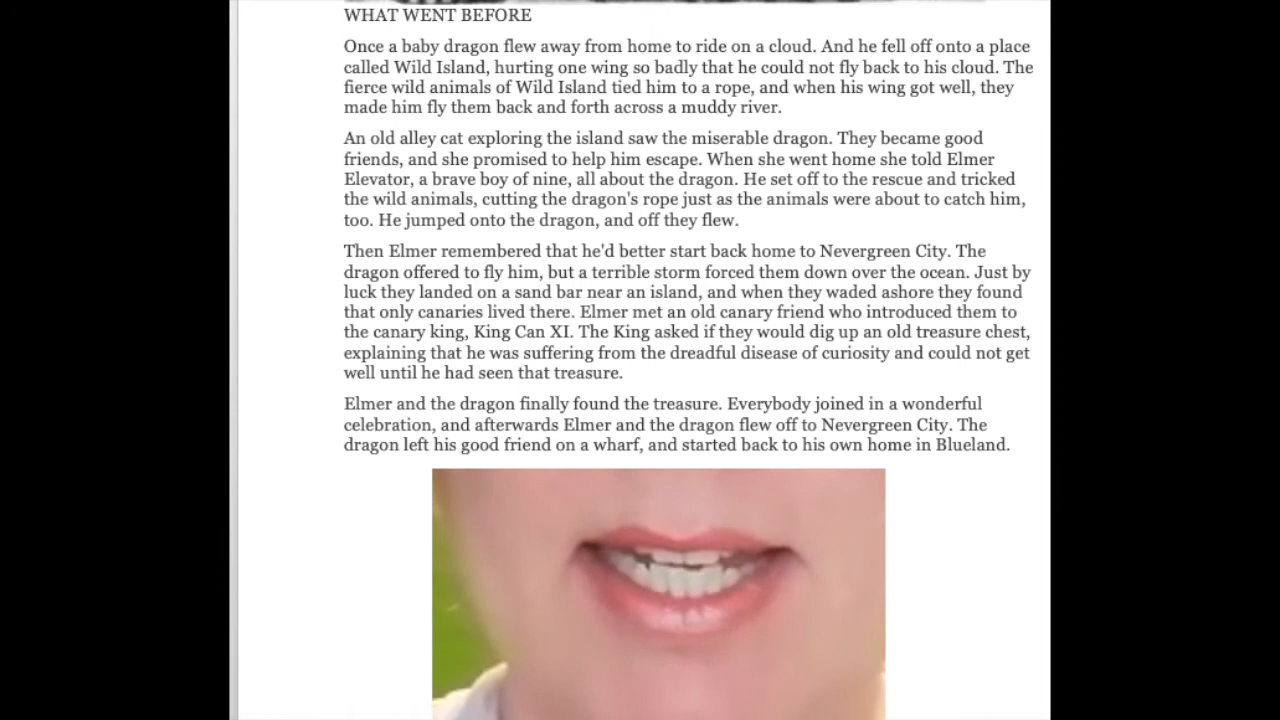 WHAT WENT BEFORE
Once a baby dragon flew away from home to ride on a cloud. And he fell off onto a place
called Wild Island, hurting one wing so badly that he could not fly back to his cloud. The
fierce wild animals of Wild Island tied him to a rope, and when his wing got well, they
made him fly them back and forth across a muddy river.
An old alley cat exploring the island saw the miserable dragon. They became good
friends, and she promised to help him escape. When she went home she told Elmer
Elevator, a brave boy of nine, all about the dragon. He set off to the rescue and tricked
the wild animals, cutting the dragon's rope just as the animals were about to catch him,
too. He jumped onto the dragon, and off they flew.
Then Elmer remembered that he'd better start back home to Nevergreen City. The
dragon offered to fly him, but a terrible storm forced them down over the ocean. Just by
luck they landed on a sand bar near an island, and when they waded ashore they found
that only canaries lived there. Elmer met an old canary friend who introduced them to
the canary king, King Can XI. The King asked if they would dig up an old treasure chest,
explaining that he was suffering from the dreadful disease of curiosity and could not get
well until he had seen that treasure.
Elmer and the dragon finally found the treasure. Everybody joined in a wonderful
celebration, and afterwards Elmer and the dragon flew off to Nevergreen City. The
dragon left his good friend on a wharf, and started back to his own home in Blueland.